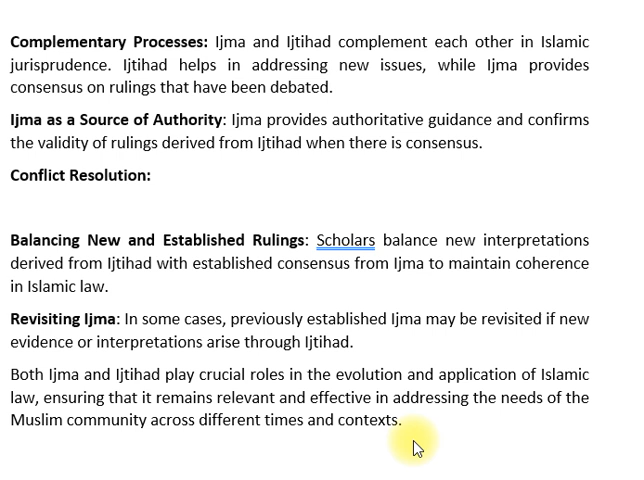 Complementary Processes: Ijma and Ijtihad complement each other in Islamic
jurisprudence. Ijtihad helps in addressing new issues, while Ijma provides
consensus on rulings that have been debated.
Ijma as a Source of Authority: Ijma provides authoritative guidance and confirms
the validity of rulings derived from Ijtihad when there is consensus.
Conflict Resolution:
Balancing New and Established Rulings: Scholars balance new interpretations
derived from Ijtihad with established consensus from Ijma to maintain coherence
in Islamic law.
Revisiting Ijma: In some cases, previously established Ijma may be revisited if new
evidence or interpretations arise through Ijtihad.
Both Ijma and Ijtihad play crucial roles in the evolution and application of Islamic
law, ensuring that it remains relevant and effective in addressing the needs of the
Muslim community across different times and contexts.